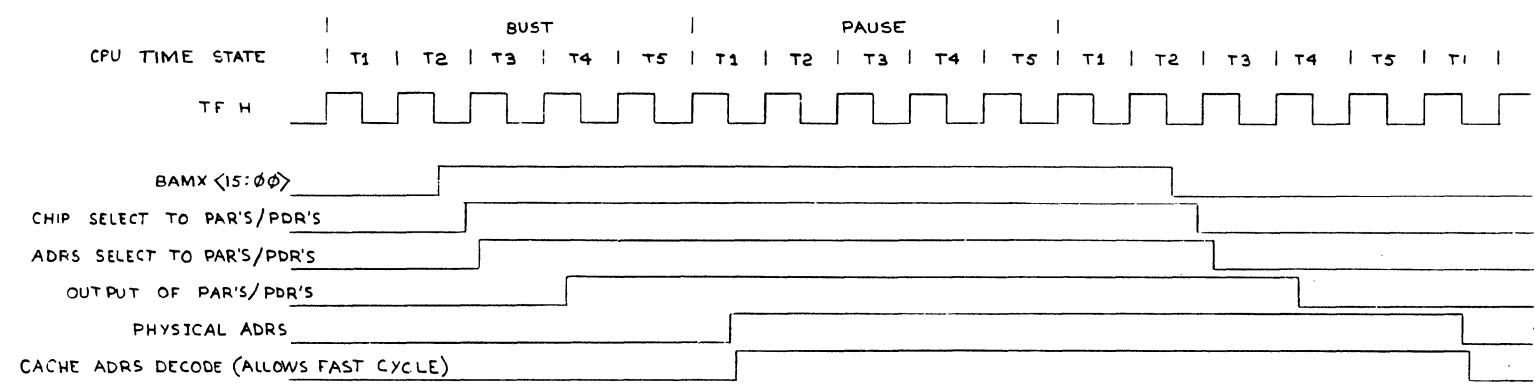 BUST PAUSE
CPU TIME STATE T1 T2 T3 T4 T5 T1 T2 T3 T4 T5 T1 T2 T3 T4 T5 T1
TF H
BAMX <15:ØØ>
CHIP SELECT TO PAR'S/PDR'S
ADRS SELECT TO PAR'S/PDR'S
OUTPUT OF PAR'S/PDR'S
PHYSICAL ADRS
CACHE ADRS DECODE (ALLOWS FAST CYCLE)